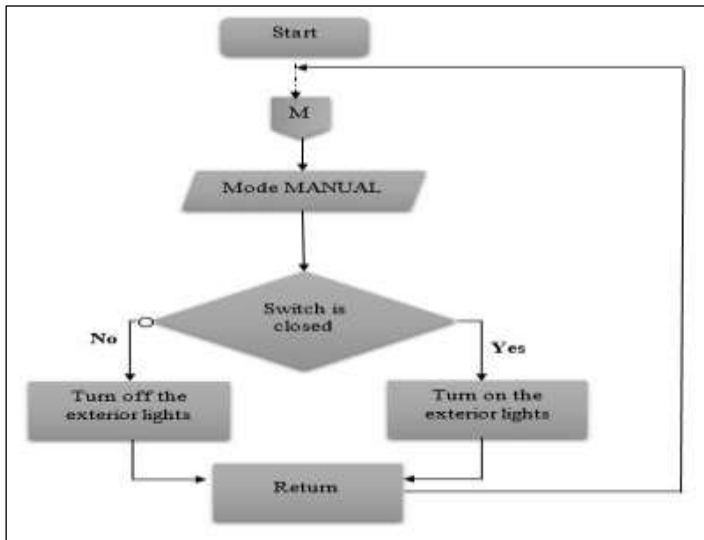 Start
M
Mode MANUAL
Switch is
closed
No
Yes
Turn off the
exterior lights
Turn on the
exterior lights
Return